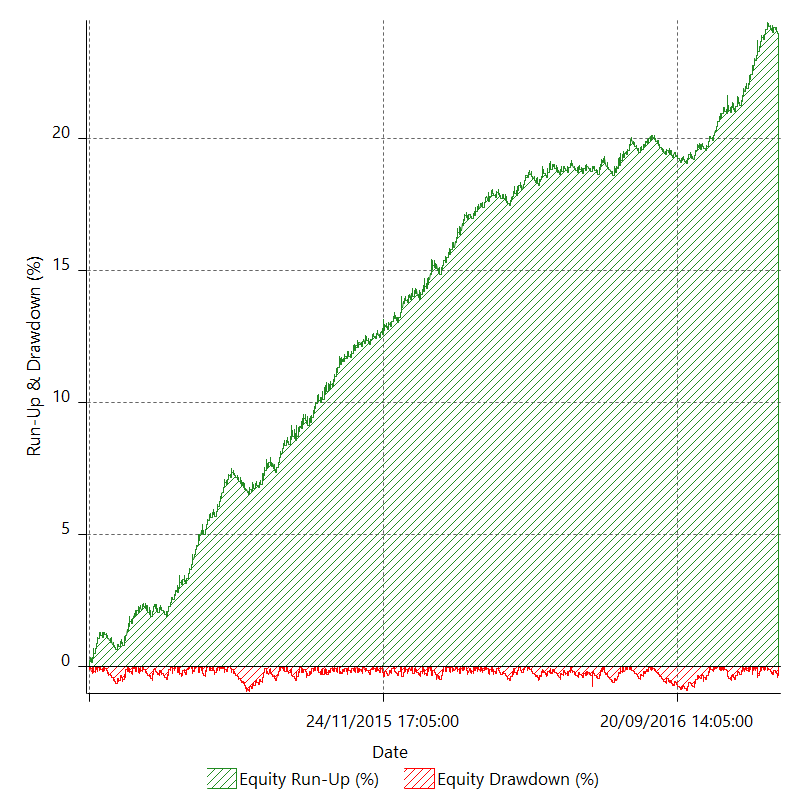 20
15
10
5
0
Run-Up & Drawdown (%)
24/11/2015 17:05:00
20/09/2016 14:05:00
Date
Equity Run-Up (%)
Equity Drawdown (%)